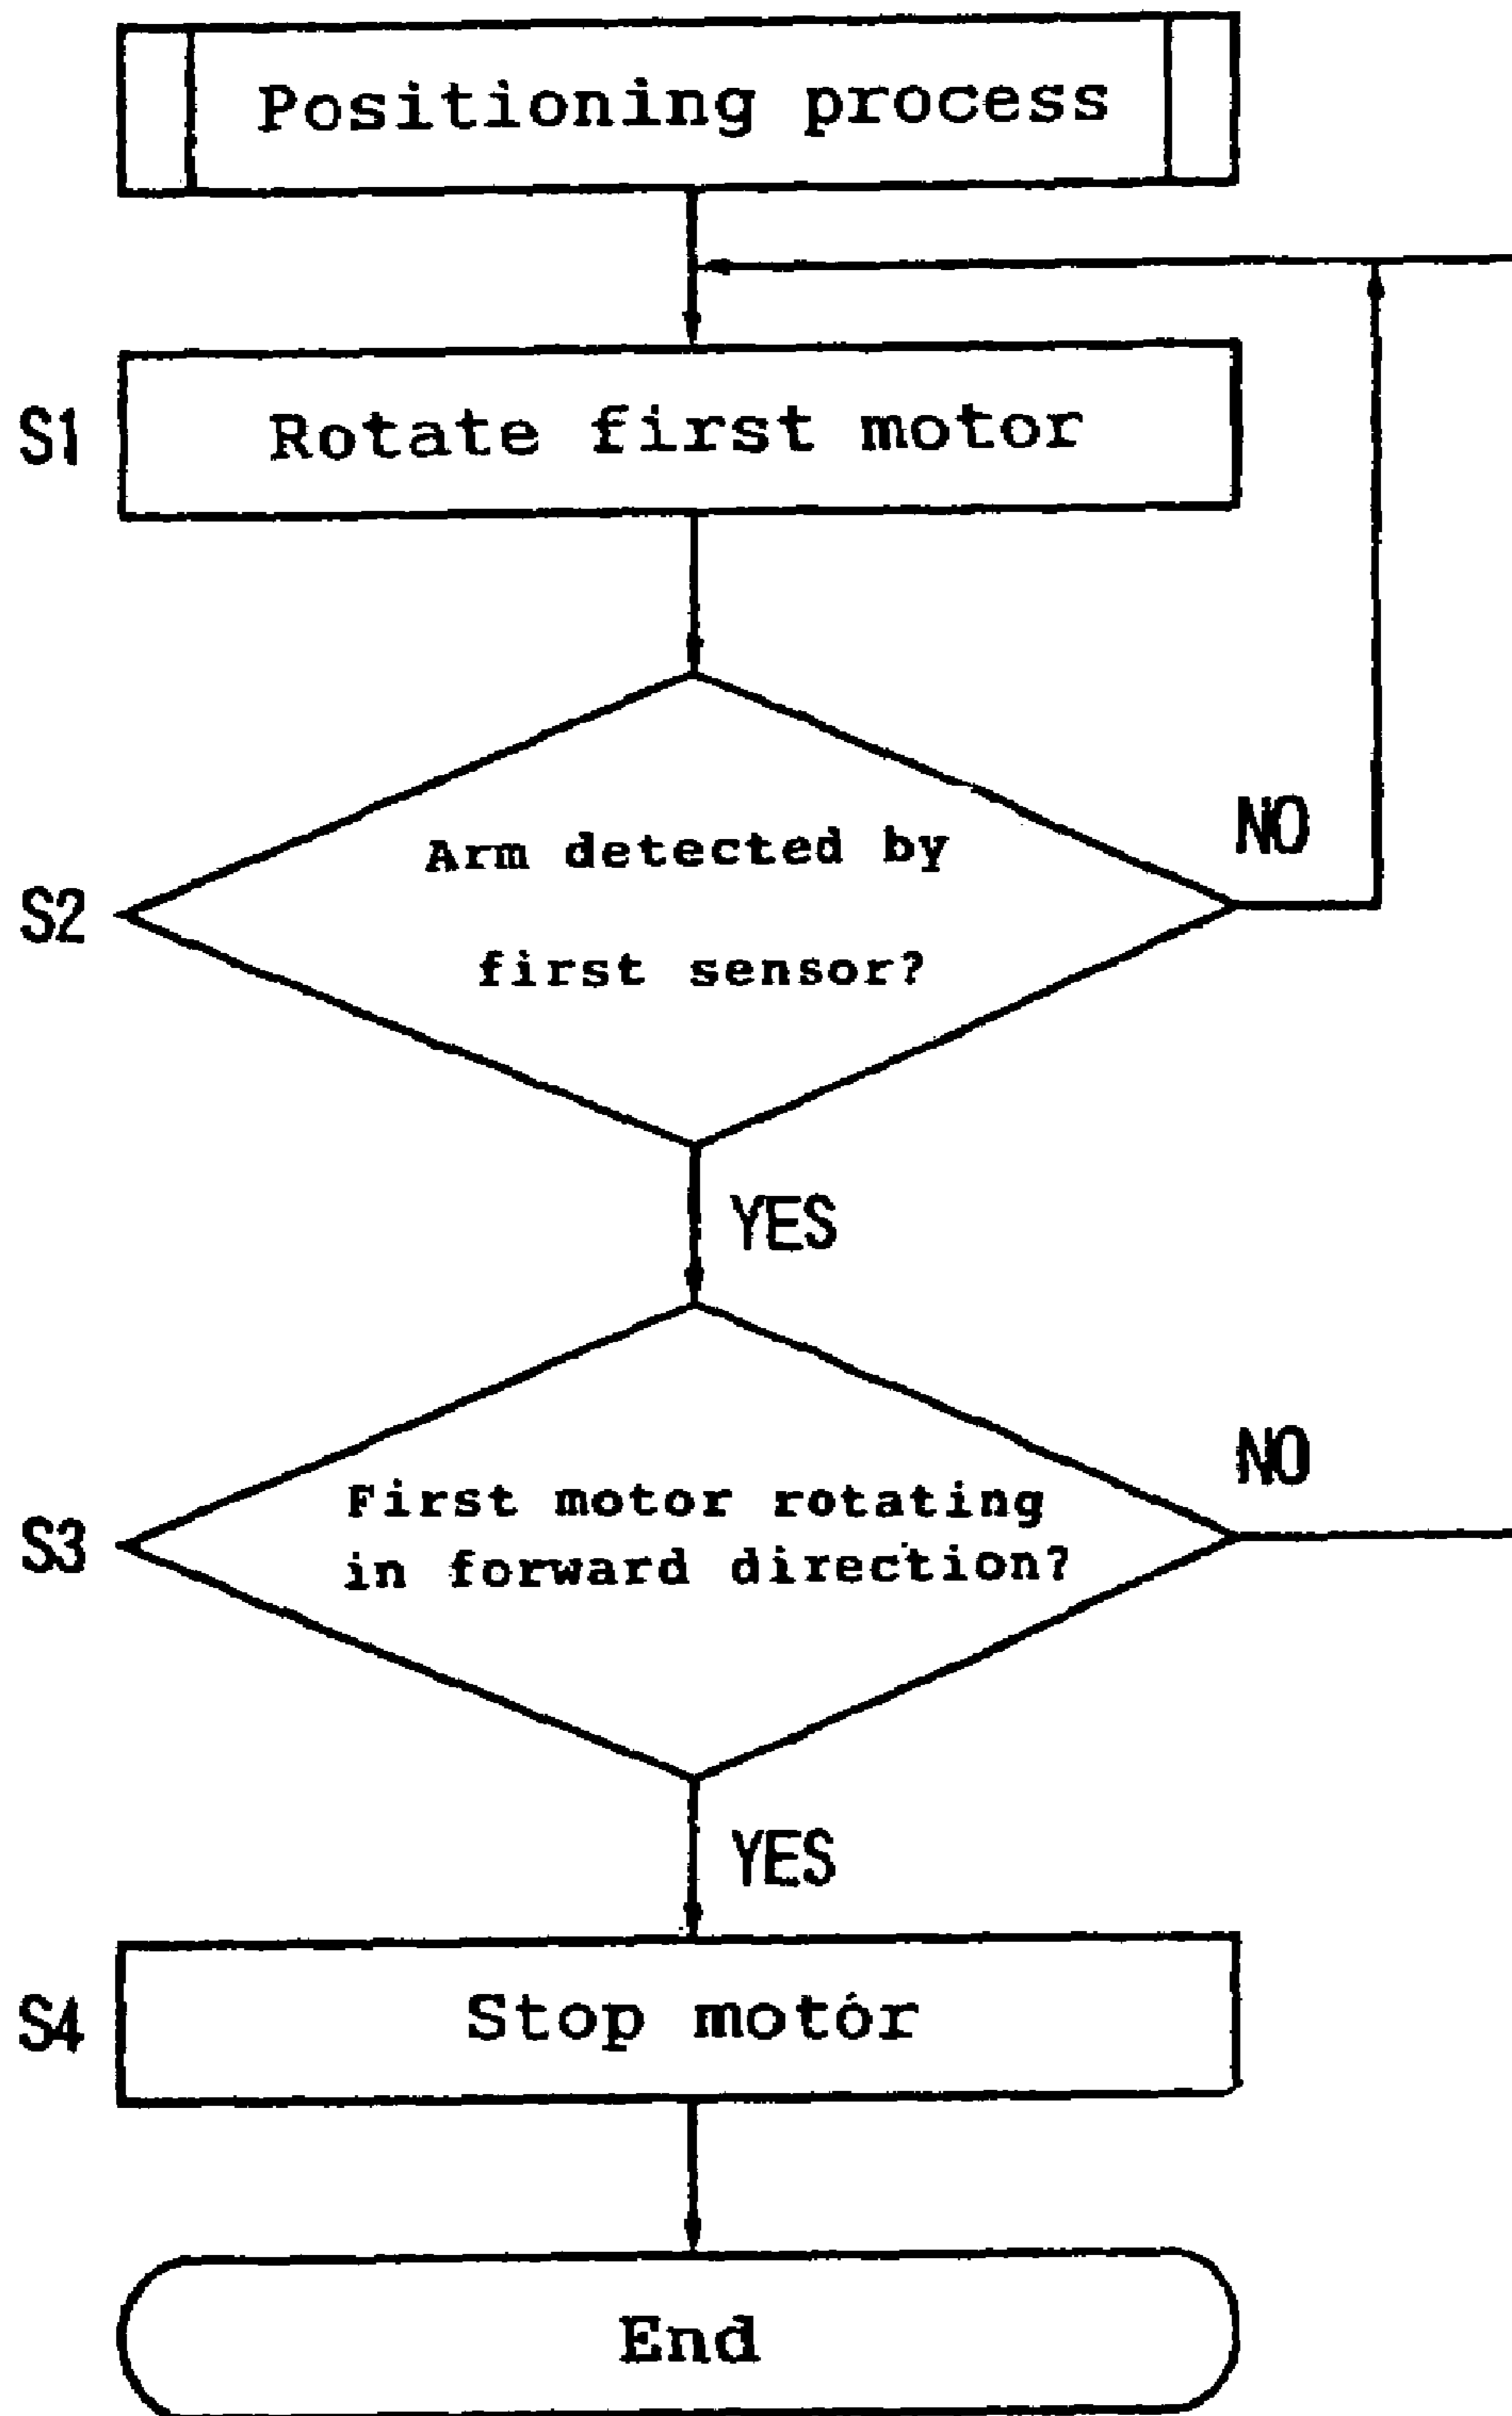 Positioning process
S1
Rotate first motor
S2
Arm detected by
first sensor?
NO
YES
S3
First motor rotating
in forward direction?
NO
YES
S4
Stop motor
End